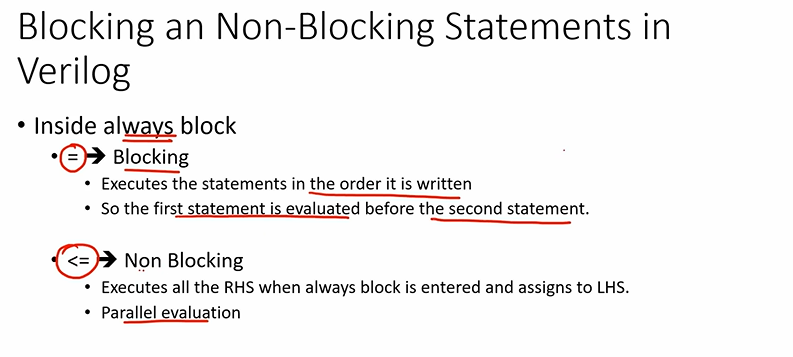 Blocking an Non-Blocking Statements in
Verilog
• Inside always block
• = → Blocking
• Executes the statements in the order it is written
• So the first statement is evaluated before the second statement.
• <= → Non Blocking
• Executes all the RHS when always block is entered and assigns to LHS.
• Parallel evaluation